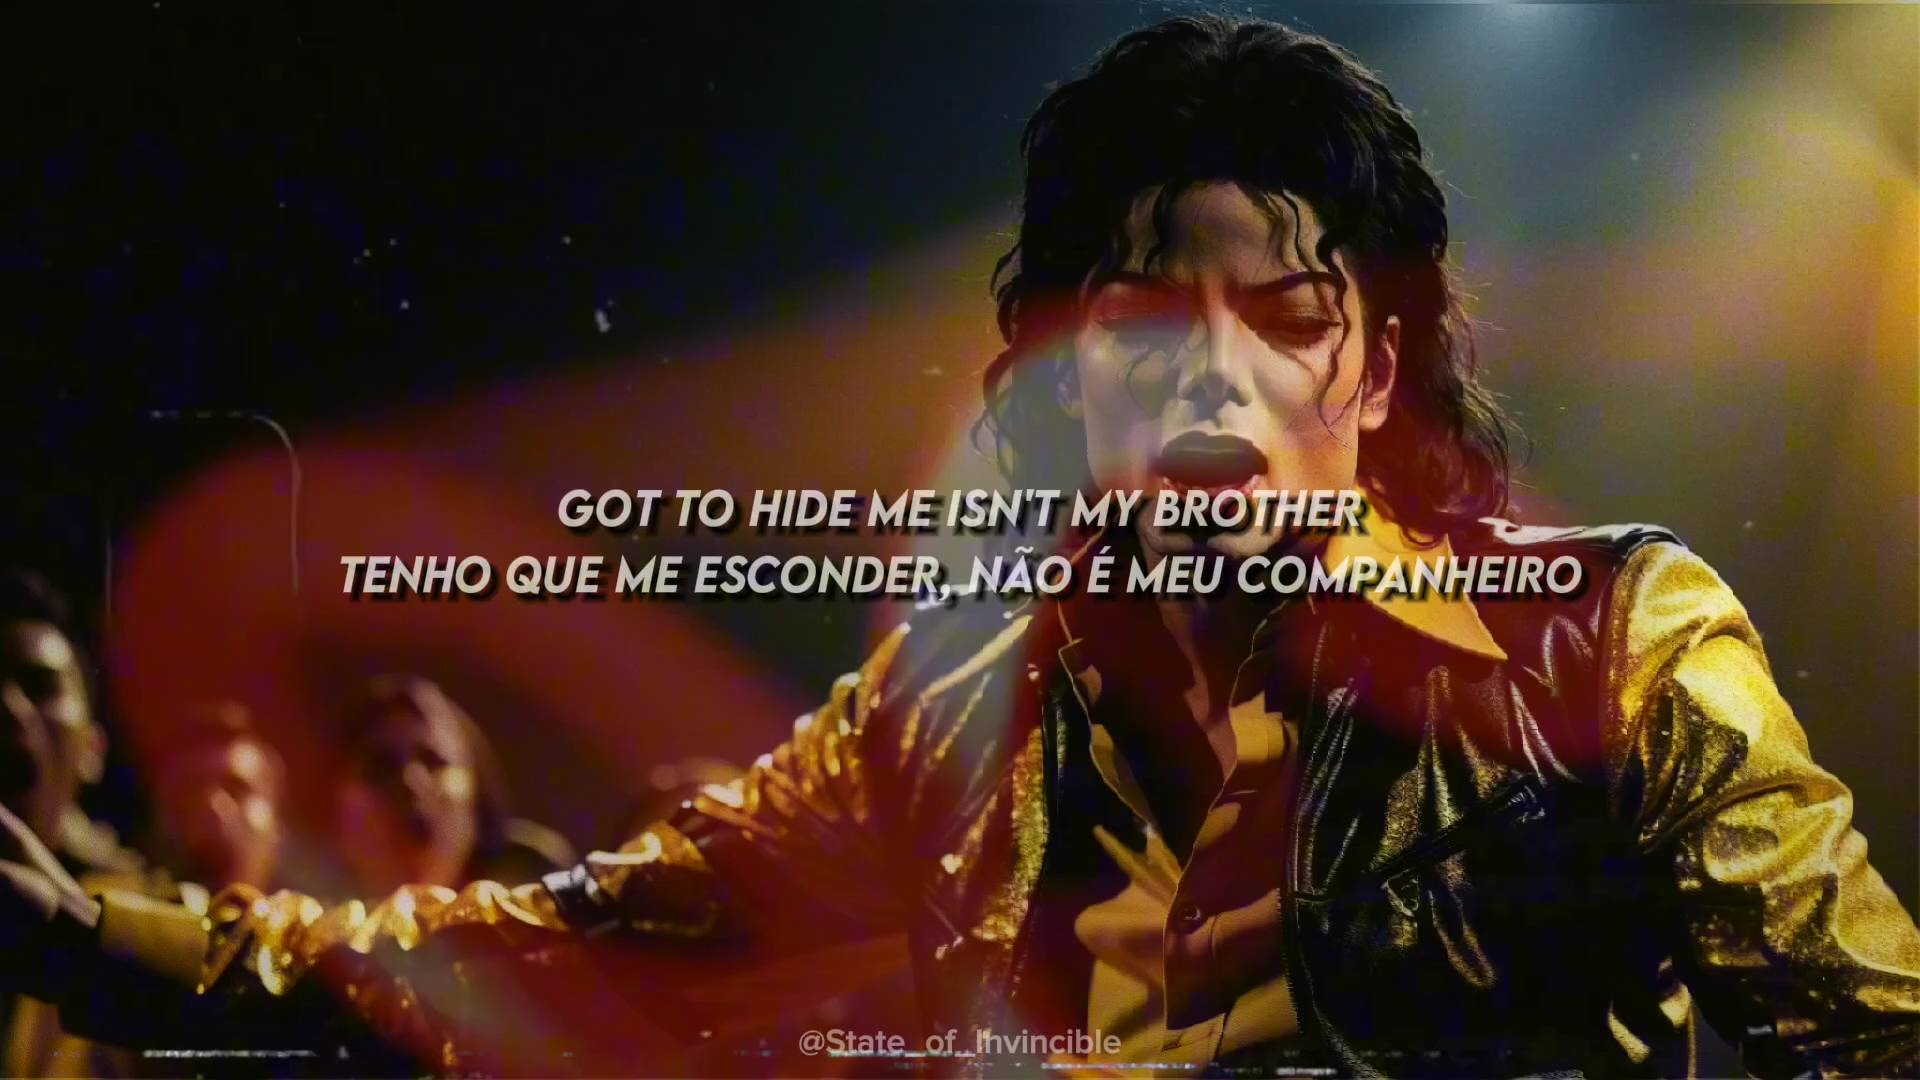 GOT TO HIDE ME ISN'T MY BROTHER
TENHO QUE ME ESCONDER, NÃO É MEU COMPANHEIRO
@State_of_Invincible